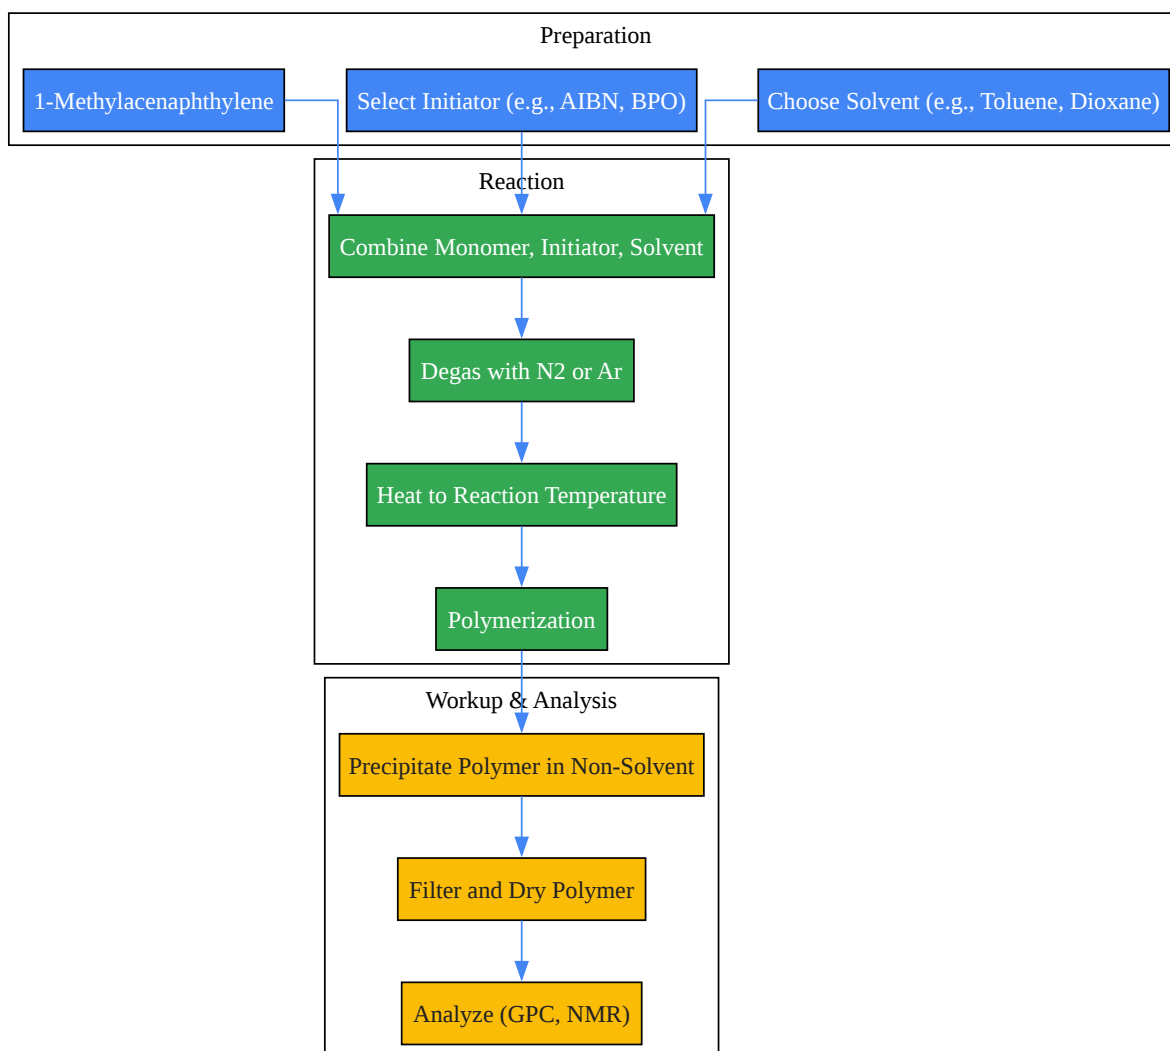 Preparation
1-Methylacenaphthylene
Select Initiator (e.g., AIBN, BPO)
Choose Solvent (e.g., Toluene, Dioxane)
Reaction
Combine Monomer, Initiator, Solvent
Degas with N2 or Ar
Heat to Reaction Temperature
Polymerization
Workup & Analysis
Precipitate Polymer in Non-Solvent
Filter and Dry Polymer
Analyze (GPC, NMR)